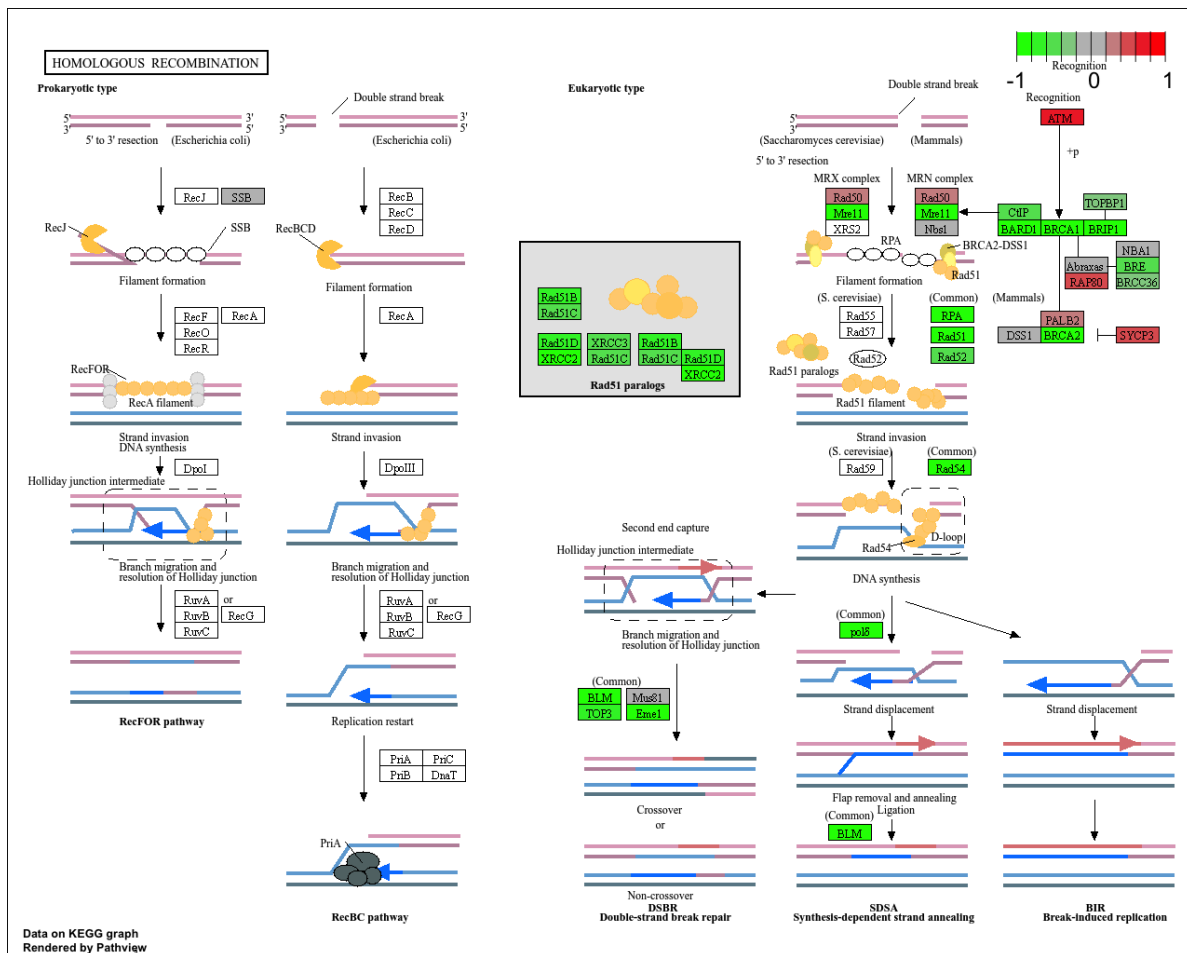 HOMOLOGOUS RECOMBINATION
Prokaryotic type
Double strand break
5'
3'
3'
5'
5' to 3' resection
(Escherichia coli)
5'
3'
3'
5'
(Escherichia coli)
RecJ
SSB
RecJ
SSB
Filament formation
RecB
RecC
RecD
RecBCD
Filament formation
RecF
RecA
RecO
RecR
RecA
RecFOR
RecA filament
Strand invasion
DNA synthesis
Strand invasion
DpoI
DpoIII
Holliday junction intermediate
Branch migration and
resolution of Holliday junction
Branch migration and
resolution of Holliday junction
RuvA
or
RuvB
RecG
RuvC
RuvA
or
RuvB
RecG
RuvC
RecFOR pathway
Replication restart
PriA
PriC
PriB
DnaT
PriA
RecBC pathway
Eukaryotic type
Double strand break
5'
3'
(Saccharomyces cerevisiae)
(Mammals)
5' to 3' resection
Recognition
-1
0
1
Recognition
ATM
+p
MRX complex
MRN complex
Rad50
Mre11
XRS2
Rad50
Mre11
Nbs1
CtIP
TOPBP1
BARD1
BRCA1
BRIP1
RPA
BRCA2-DSS1
Rad51
Abraxas
RAP80
NBA1
BRE
BRCC36
Filament formation
(S. cerevisiae)
(Common)
(Mammals)
Rad55
Rad57
RPA
Rad51
Rad52
Rad52
PALB2
DSS1
BRCA2
SYCP3
Rad51 paralogs
Rad51B
Rad51C
Rad51D
XRCC2
XRCC3
Rad51C
Rad51B
Rad51C
Rad51D
XRCC2
Rad51 paralogs
Rad51 filament
Strand invasion
(S. cerevisiae)
(Common)
Rad59
Rad54
Rad54
D-loop
Second end capture
Holliday junction intermediate
DNA synthesis
Branch migration and
resolution of Holliday junction
(Common)
polδ
(Common)
BLM
Mus81
TOP3
Eme1
Strand displacement
Strand displacement
Crossover
or
Non-crossover
Flap removal and annealing
Ligation
(Common)
BLM
DSBR
Double-strand break repair
SDSA
Synthesis-dependent strand annealing
BIR
Break-induced replication
Data on KEGG graph
Rendered by Pathview